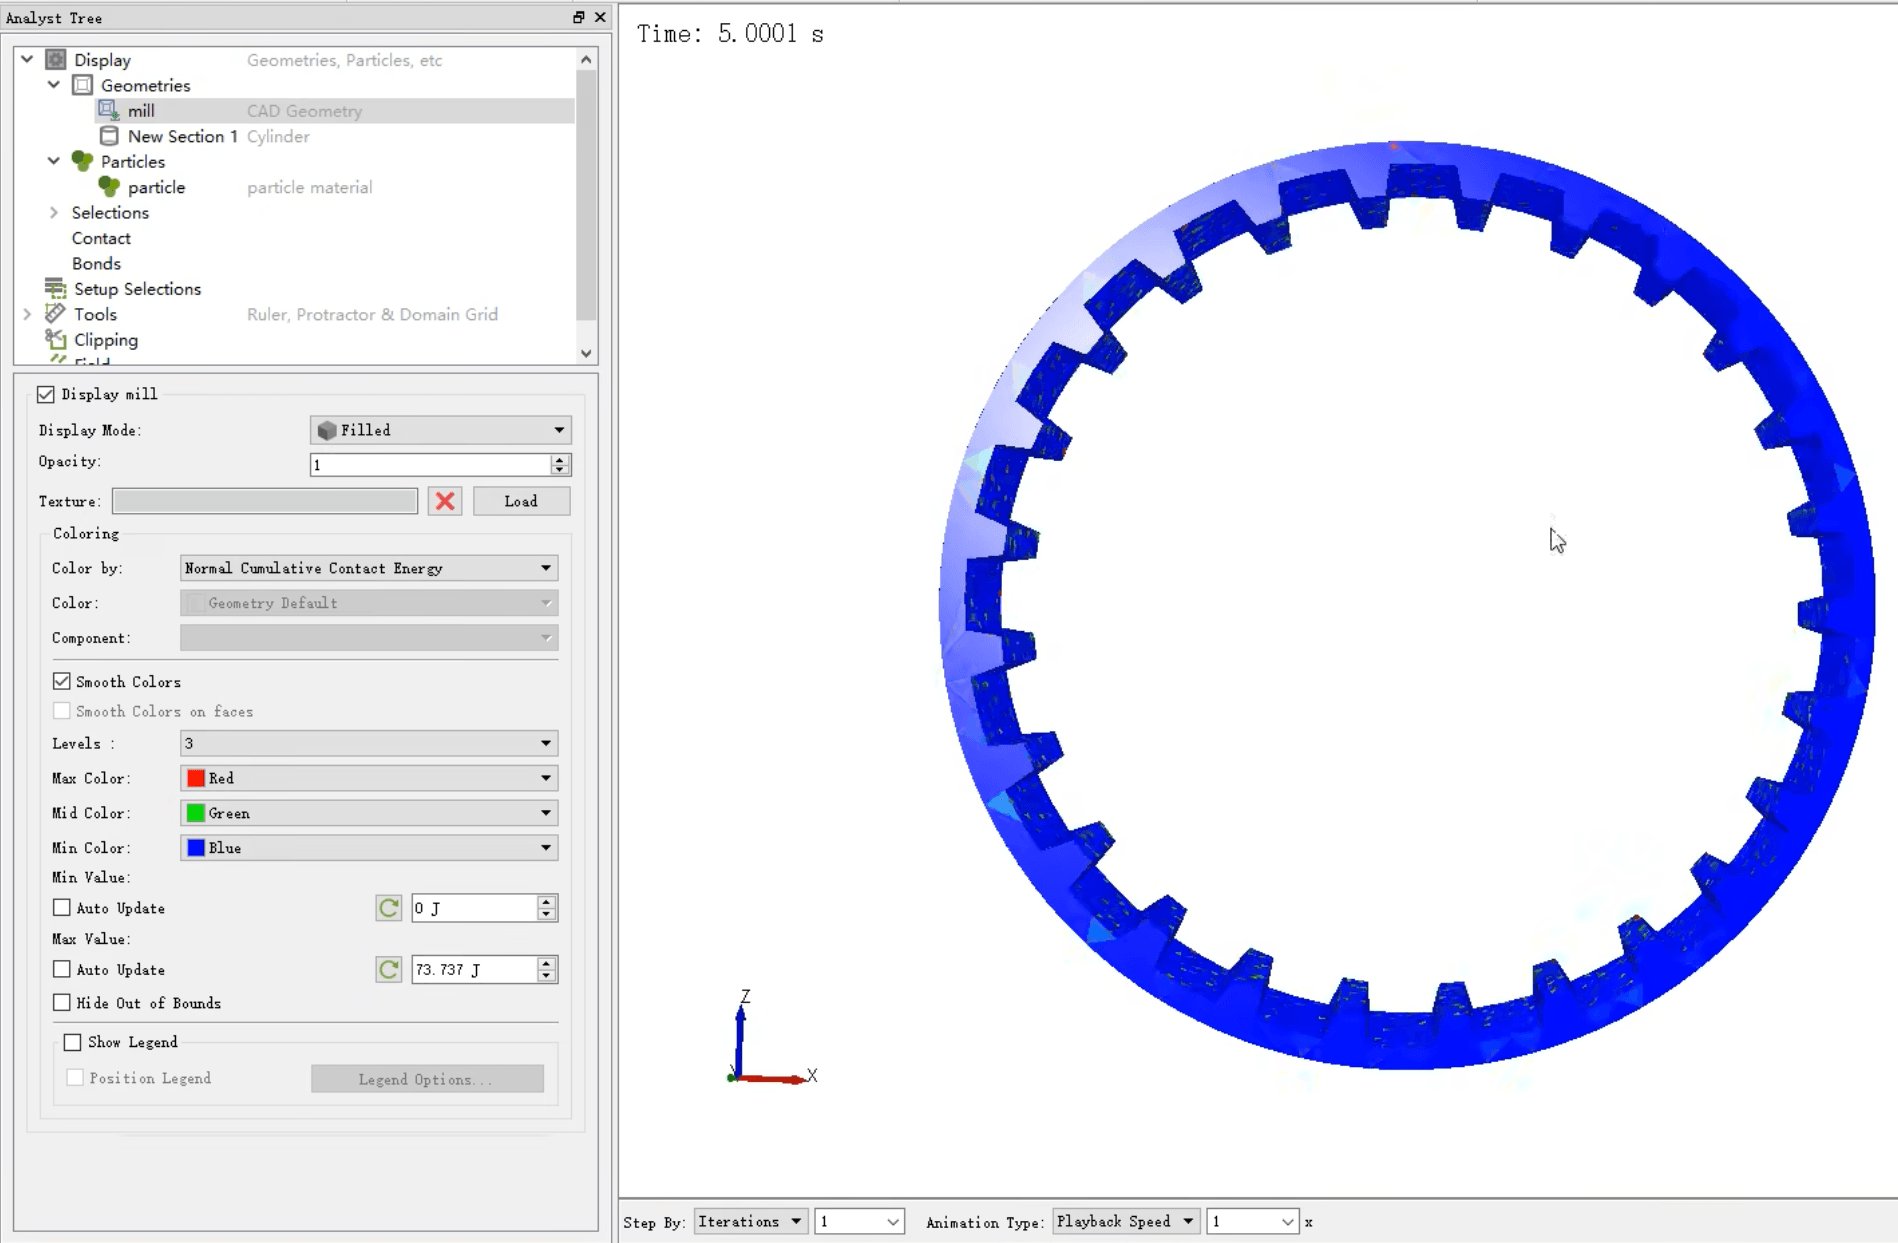 Analyst Tree
Display Geometries, Particles, etc
Geometries
mill CAD Geometry
New Section 1 Cylinder
Particles
particle particle material
Selections
Contact
Bonds
Setup Selections
Tools Ruler, Protractor & Domain Grid
Clipping
Display mill
Display Mode: Filled
Opacity: 1
Texture: Load
Coloring
Color by: Normal Cumulative Contact Energy
Color: Geometry Default
Component:
Smooth Colors
Smooth Colors on faces
Levels : 3
Max Color: Red
Mid Color: Green
Min Color: Blue
Min Value:
Auto Update 0 J
Max Value:
Auto Update 73.737 J
Hide Out of Bounds
Show Legend
Position Legend Legend Options...
Time: 5.0001 s
Z
X
Step By: Iterations 1 Animation Type: Playback Speed 1 x